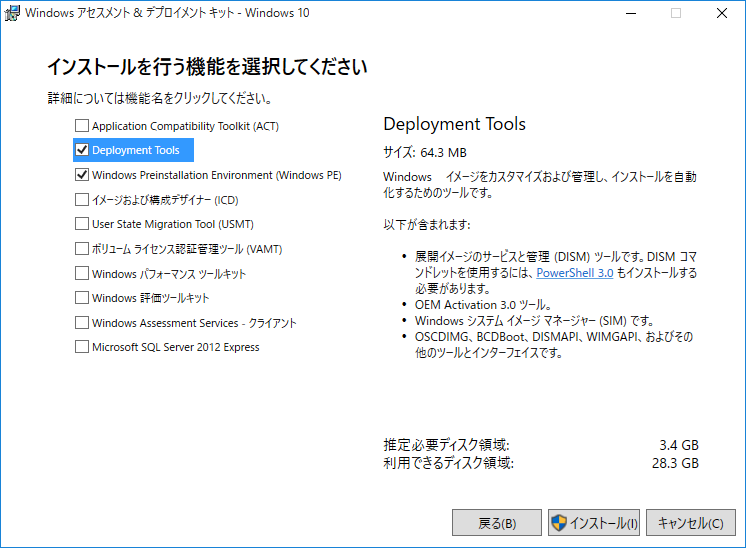 Windows アセスメント & デプロイメント キット - Windows 10
インストールを行う機能を選択してください
詳細については機能名をクリックしてください。
Application Compatibility Toolkit (ACT)
Deployment Tools
Windows Preinstallation Environment (Windows PE)
イメージおよび構成デザイナー (ICD)
User State Migration Tool (USMT)
ボリューム ライセンス認証管理ツール (VAMT)
Windows パフォーマンス ツールキット
Windows 評価ツールキット
Windows Assessment Services - クライアント
Microsoft SQL Server 2012 Express
Deployment Tools
サイズ: 64.3 MB
Windows　イメージをカスタマイズおよび管理し、インストールを自動
化するためのツールです。
以下が含まれます:
• 展開イメージのサービスと管理 (DISM) ツールです。DISM コマ
ンドレットを使用するには、PowerShell 3.0 もインストールする
必要があります。
• OEM Activation 3.0 ツール。
• Windows システム イメージ マネージャー (SIM) です。
• OSCDIMG、BCDBoot、DISMAPI、WIMGAPI、およびその
他のツールとインターフェイスです。
推定必要ディスク領域: 3.4 GB
利用できるディスク領域: 28.3 GB
戻る(B)
インストール(I)
キャンセル(C)